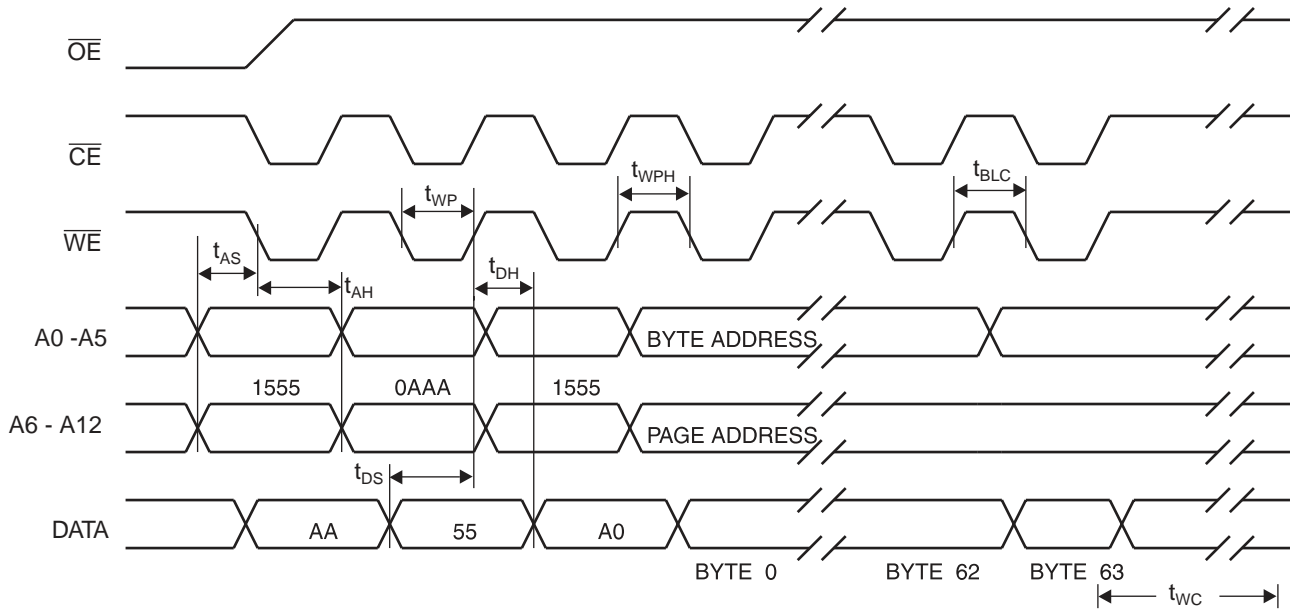 OE
CE
tWPH
tBLC
tWP
WE
tAS
tDH
tAH
A0 -A5
BYTE ADDRESS
1555
0AAA
1555
A6 - A12
PAGE ADDRESS
tDS
DATA
AA
55
A0
BYTE 0
BYTE 62
BYTE 63
tWC